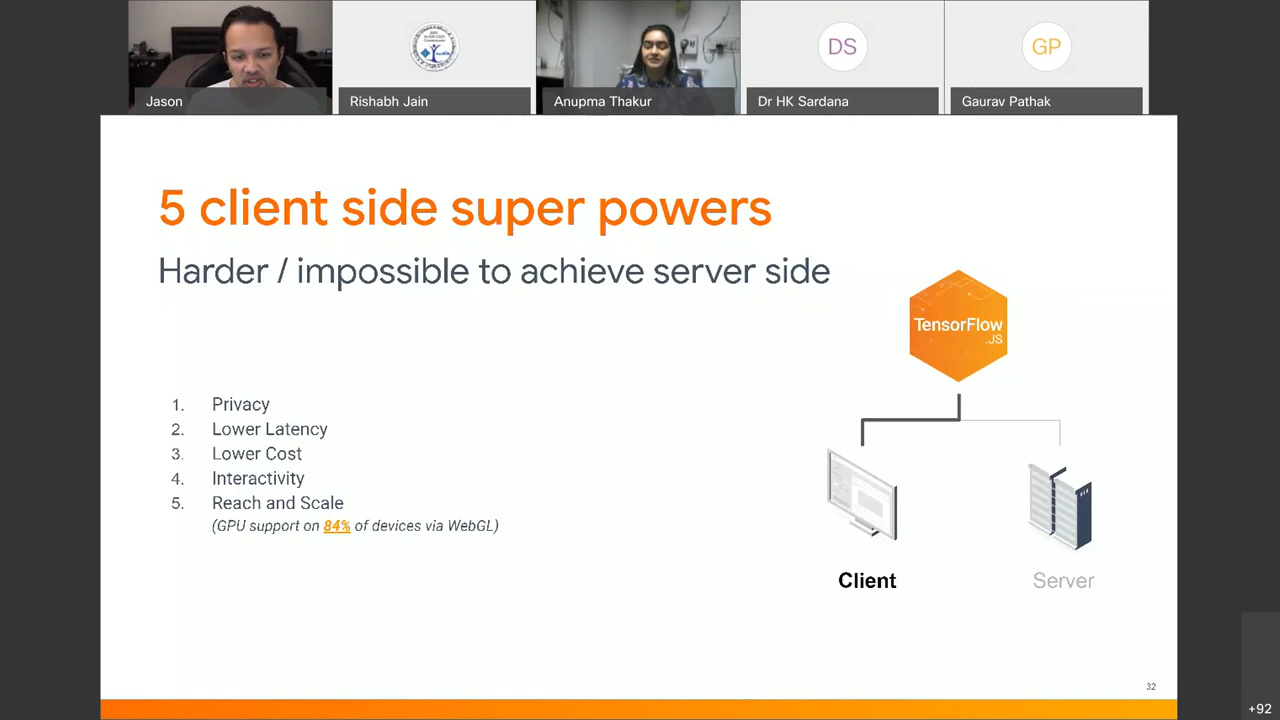 Jason
Rishabh Jain
Anupma Thakur
DS
Dr HK Sardana
GP
Gaurav Pathak
5 client side super powers
Harder / impossible to achieve server side
TensorFlow
.JS
1. Privacy
2. Lower Latency
3. Lower Cost
4. Interactivity
5. Reach and Scale
(GPU support on 84% of devices via WebGL)
Client
Server
32
+92